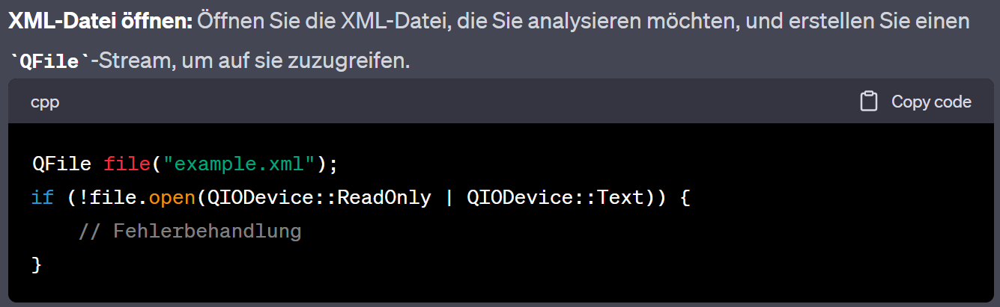 XML-Datei öffnen: Öffnen Sie die XML-Datei, die Sie analysieren möchten, und erstellen Sie einen
`QFile`-Stream, um auf sie zuzugreifen.
cpp
Copy code
QFile file("example.xml");
if (!file.open(QIODevice::ReadOnly | QIODevice::Text)) {
    // Fehlerbehandlung
}